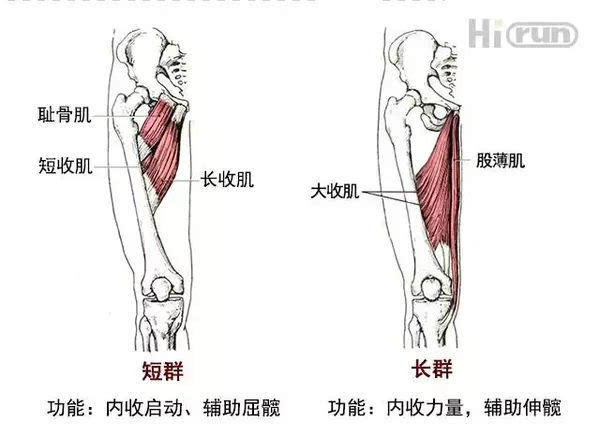 Hi run
耻骨肌
短收肌
长收肌
股薄肌
大收肌
短群
长群
功能：内收启动、辅助屈髋
功能：内收力量，辅助伸髋